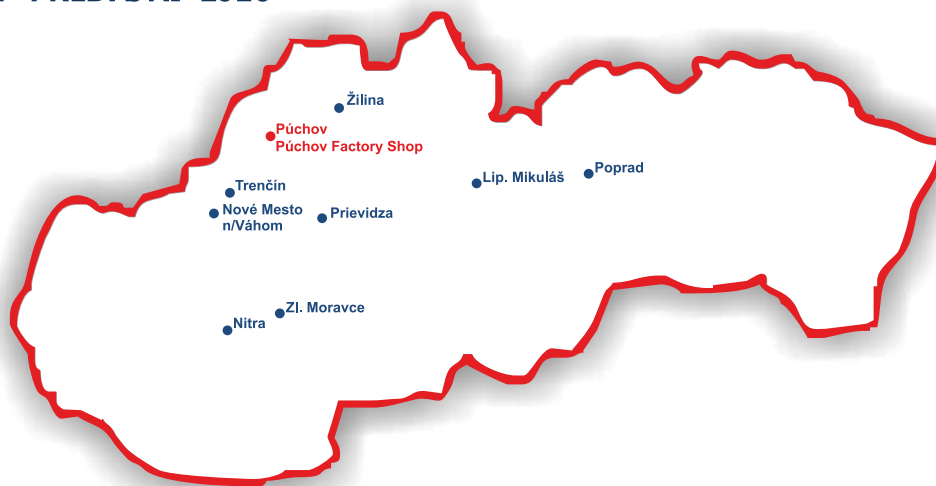 Žilina
Púchov
Púchov Factory Shop
Lip. Mikuláš
Poprad
Trenčín
Nové Mesto
n/Váhom
Prievidza
Zl. Moravce
Nitra